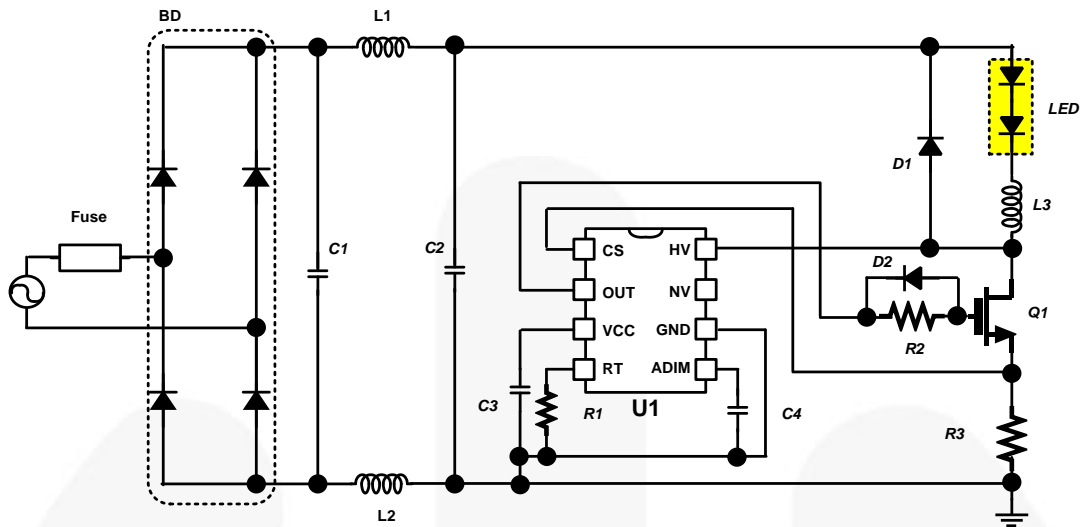 BD
L1
LED
D1
L3
Fuse
C1
C2
CS
HV
D2
OUT
NV
Q1
VCC
GND
R2
RT
ADIM
C3
R1
U1
C4
R3
L2